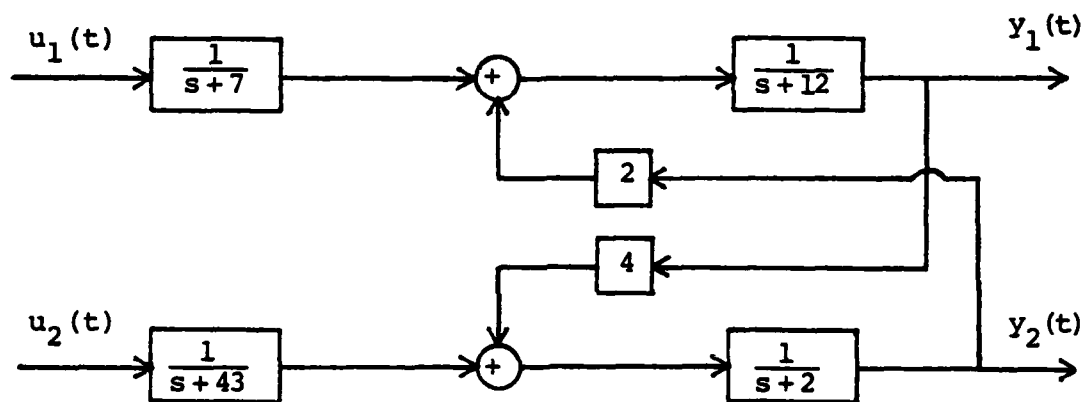 u₁(t)
1
s+7
+
1
s+12
y₁(t)
2
4
u₂(t)
1
s+43
+
1
s+2
y₂(t)